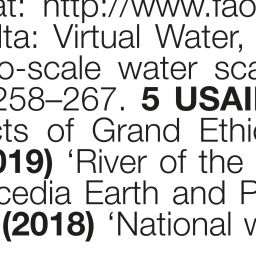 at: http://www.fao
lta: Virtual Water,
o-scale water sca
258–267. 5 USAI
cts of Grand Ethi
019) 'River of the
cedia Earth and P
(2018) 'National w